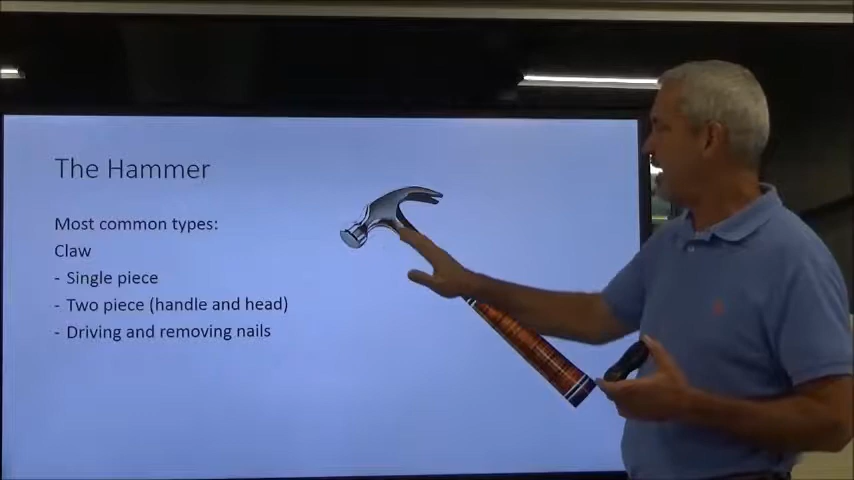 The Hammer
Most common types:
Claw
- Single piece
- Two piece (handle and head)
- Driving and Removing nails